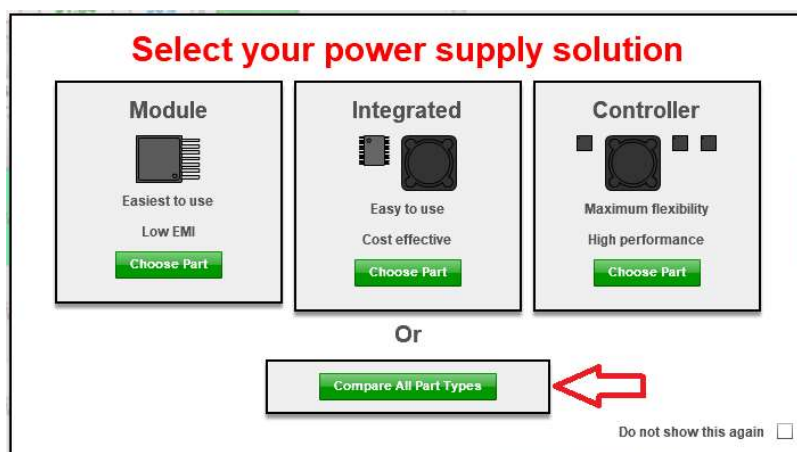 Select your power supply solution
Module
Easiest to use
Low EMI
Choose Part
Integrated
Easy to use
Cost effective
Choose Part
Controller
Maximum flexibility
High performance
Choose Part
Or
Compare All Part Types
Do not show this again